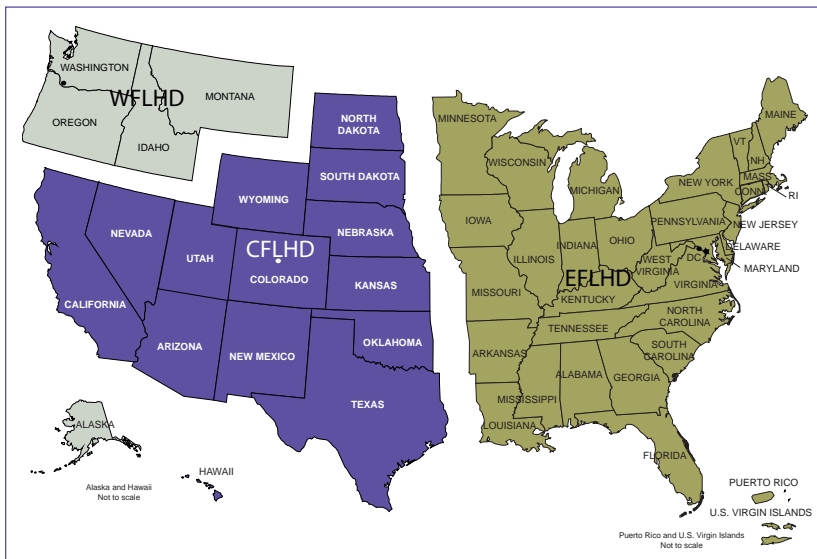 WASHINGTON
WFLHD
MONTANA
OREGON
IDAHO
NORTH
DAKOTA
SOUTH DAKOTA
WYOMING
NEBRASKA
NEVADA
UTAH
CFLHD
COLORADO
KANSAS
CALIFORNIA
ARIZONA
NEW MEXICO
OKLAHOMA
TEXAS
ALASKA
Alaska and Hawaii
Not to scale
HAWAII
MINNESOTA
WISCONSIN
MICHIGAN
IOWA
ILLINOIS
INDIANA
OHIO
MISSOURI
EFLHD
KENTUCKY
WEST
VIRGINIA
VIRGINIA
DC
MAINE
VT
NH
MASS
CONN
RI
NEW YORK
PENNSYLVANIA
NEW JERSEY
DELAWARE
MARYLAND
TENNESSEE
NORTH
CAROLINA
SOUTH
CAROLINA
ARKANSAS
MISSISSIPPI
ALABAMA
GEORGIA
LOUISIANA
FLORIDA
PUERTO RICO
U.S. VIRGIN ISLANDS
Puerto Rico and U.S. Virgin Islands
Not to scale